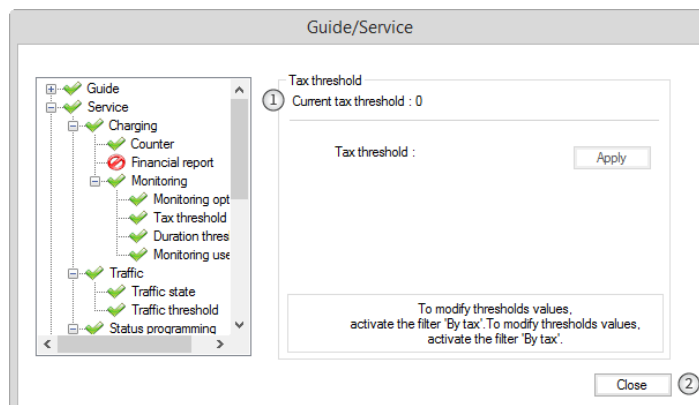 Guide/Service
Guide
Service
Charging
Counter
Financial report
Monitoring
Monitoring opt
Tax threshold
Duration thres
Monitoring use
Traffic
Traffic state
Traffic threshold
Status programming
Tax threshold
1 Current tax threshold : 0
Tax threshold : Apply
To modify thresholds values,
activate the filter 'By tax'.To modify thresholds values,
activate the filter 'By tax'.
Close 2